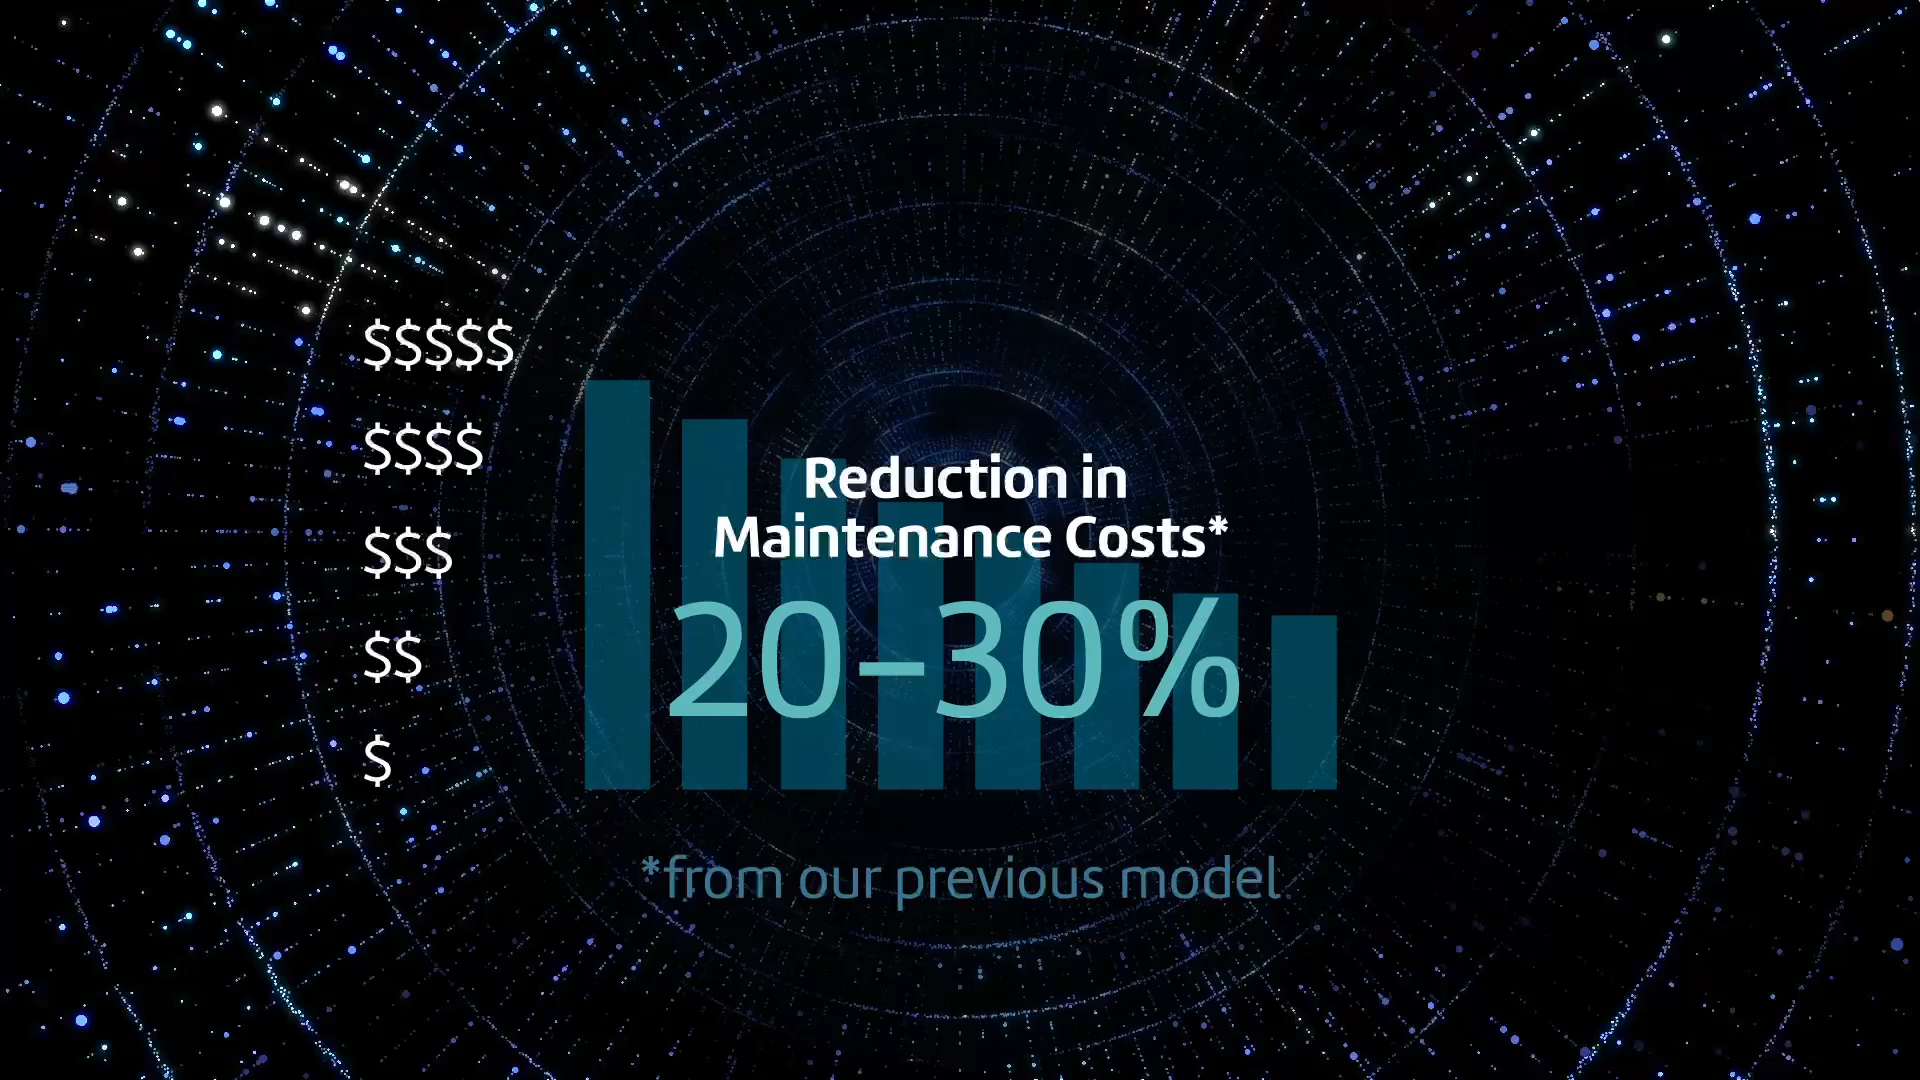 $$$$$
$$$$
$$$
$$
$
Reduction in
Maintenance Costs*
20–30%
*from our previous model